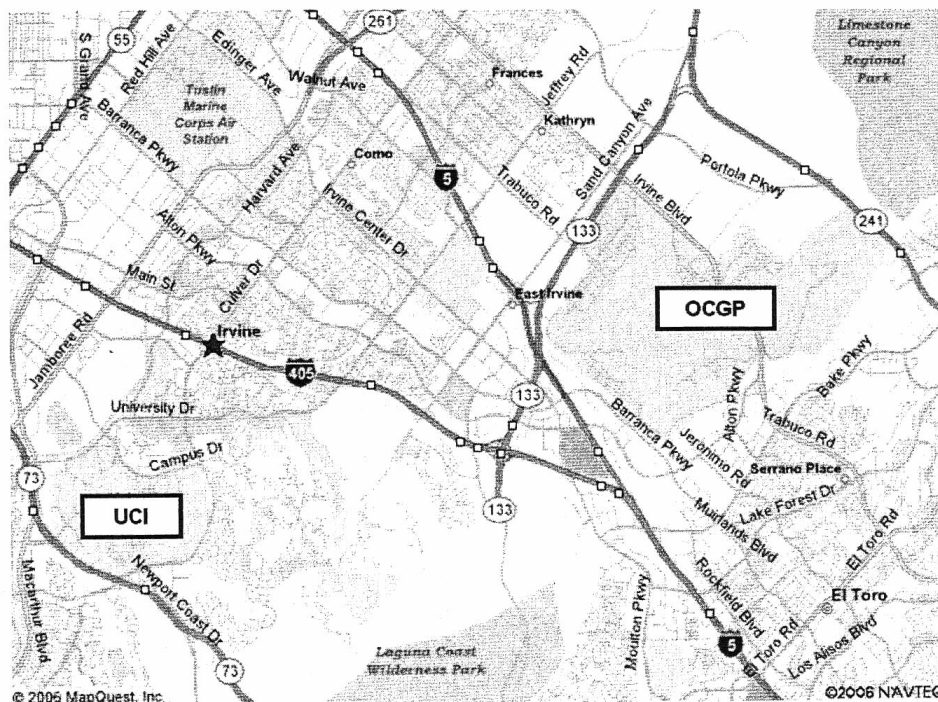 261
55
S Grand Ave
Red Hill Ave
Edinger Ave
Walnut Ave
Frances
Jeffrey Rd
Limestone
Canyon
Regional
Park
Tustin
Marine
Corps Air
Station
Barranca Pkwy
Harvard Ave
Como
5
Kathryn
Sand Canyon Ave
Trabuco Rd
Portola Pkwy
Irvine Blvd
Irvine Center Dr
Alton Pkwy
133
241
Main St
Culver Dr
East Irvine
OCGP
Irvine
Jamboree Rd
405
133
Bake Pkwy
Alton Pkwy
University Dr
Campus Dr
Barranca Pkwy
Jeronimo Rd
Trabuco Rd
Serrano Place
73
133
Lake Forest Dr
Muirlands Blvd
UCI
El Toro Rd
Macarthur Blvd
Newport Coast Dr
Moulton Pkwy
Rockfield Blvd
El Toro
Los Alisos Blvd
El Toro Rd
5
Laguna Coast
Wilderness Park
73
© 2006 MapQuest, Inc.
©2006 NAVTEQ